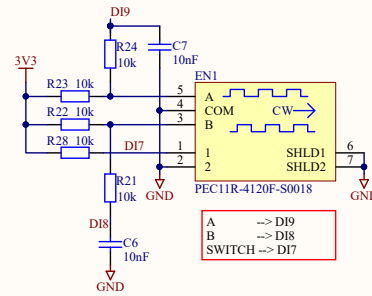 DI9
R24
10k
C7
10nF
3V3
EN1
R23 10k
R22 10k
R28 10k
DI7
5
4
3
1
2
A
COM
B
1
2
CW
SHLD1
SHLD2
6
7
GND
GND
PEC11R-4120F-S0018
R21
10k
DI8
C6
10nF
GND
A --> DI9
B --> DI8
SWITCH --> DI7